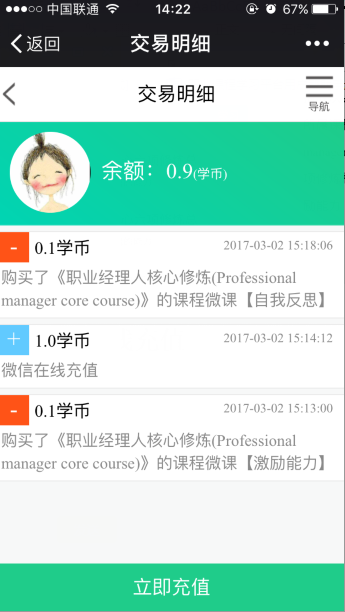 中国联通 14:22 67%
返回 交易明细
交易明细 导航
余额：0.9(学币)
- 0.1学币 2017-03-02 15:18:06
购买了《职业经理人核心修炼(Professional
manager core course)》的课程微课【自我反思】
+ 1.0学币 2017-03-02 15:14:12
微信在线充值
- 0.1学币 2017-03-02 15:13:00
购买了《职业经理人核心修炼(Professional
manager core course)》的课程微课【激励能力】
立即充值